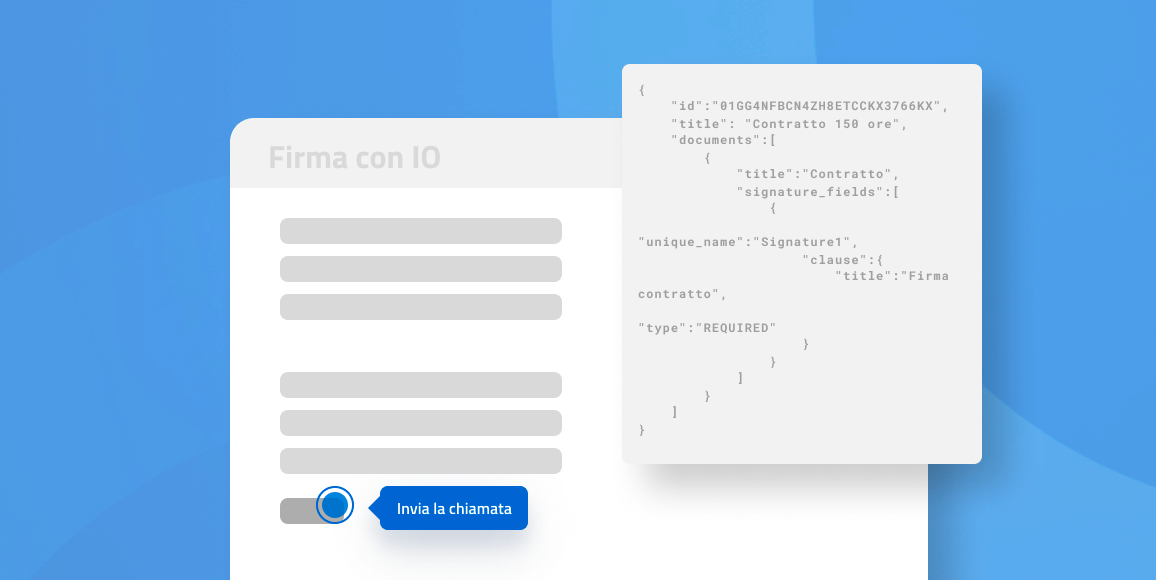 Firma con IO
{
"id":"01GG4NFBCN4ZH8ETCCKX3766KX",
"title": "Contratto 150 ore",
"documents":[
{
"title":"Contratto",
"signature_fields":[
{
"unique_name":"Signature1",
"clause":{
"title":"Firma
contratto",
"type":"REQUIRED"
}
}
]
}
]
}
Invia la chiamata